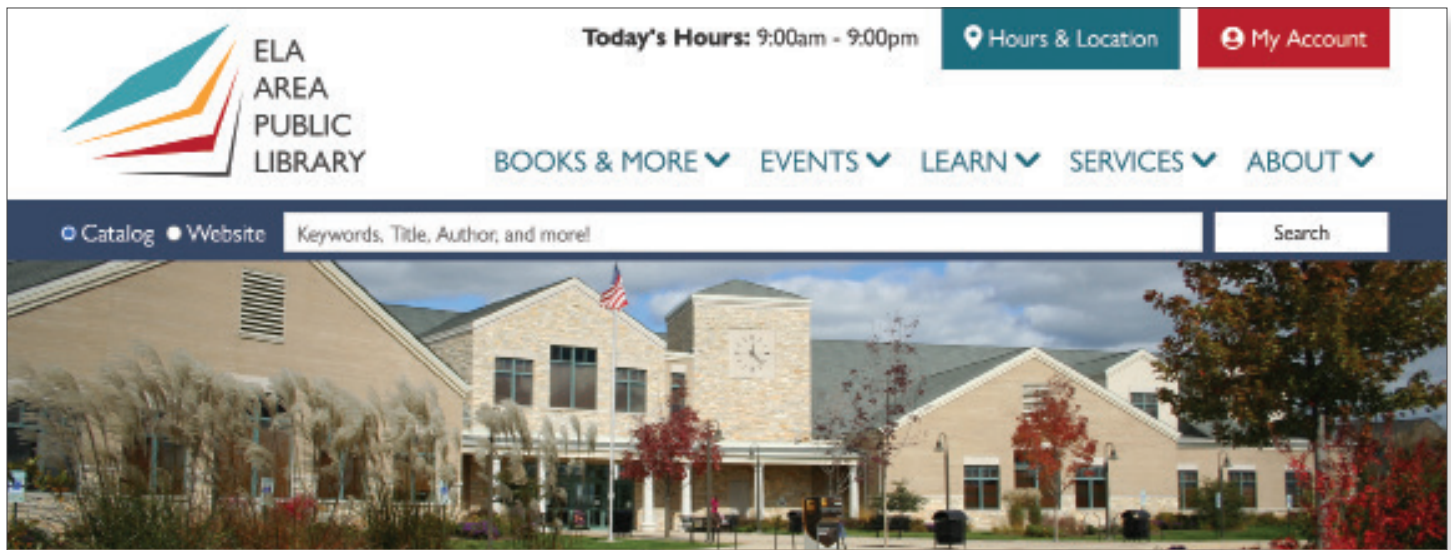 ELA
AREA
PUBLIC
LIBRARY
Today's Hours: 9:00am - 9:00pm
Hours & Location
My Account
BOOKS & MORE
EVENTS
LEARN
SERVICES
ABOUT
Catalog
Website
Keywords, Title, Author, and more!
Search